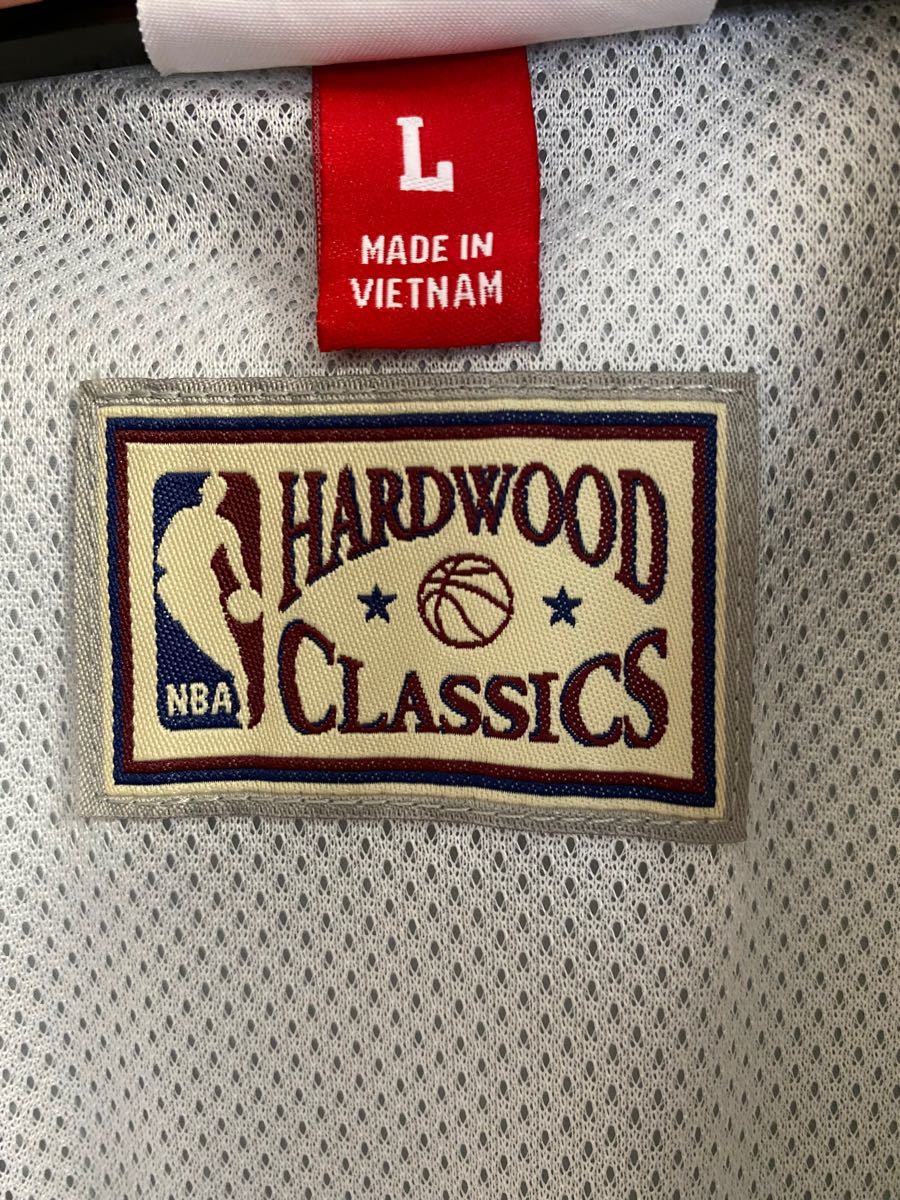 L
MADE IN
VIETNAM
HARDWOOD
CLASSICS
NBA